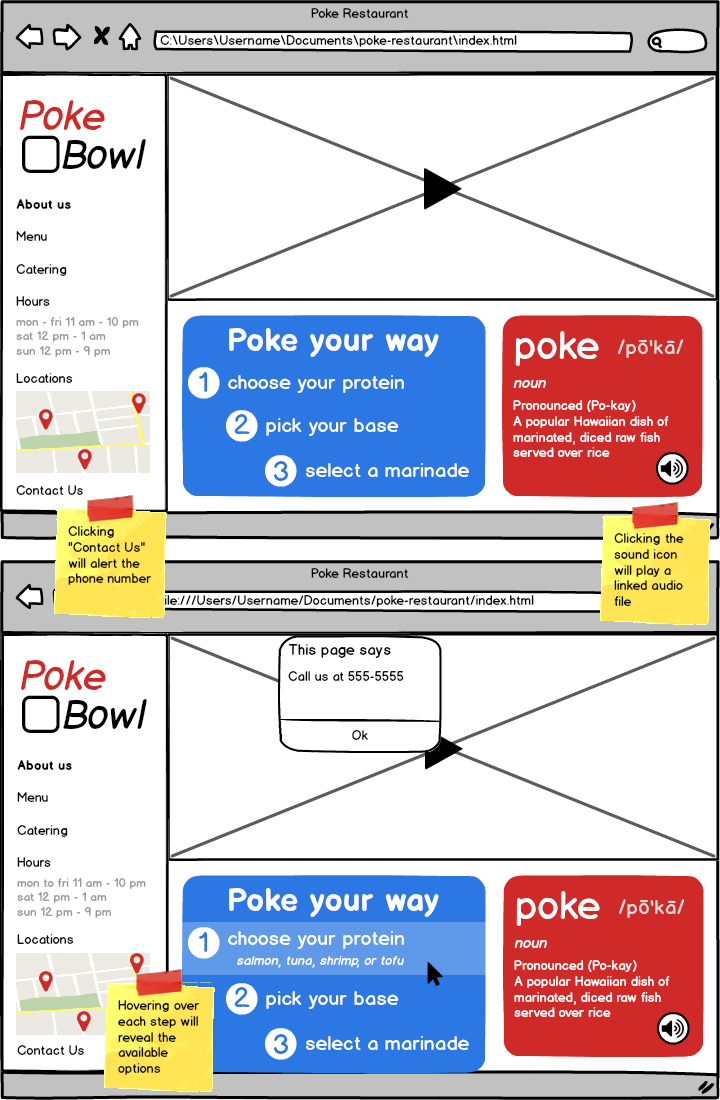 Poke Restaurant
C:\Users\Username\Documents\poke-restaurant\index.html
Poke
Bowl
About us
Menu
Catering
Hours
mon - fri 11 am - 10 pm
sat 12 pm - 1 am
sun 12 pm - 9 pm
Locations
Contact Us
Poke your way
1 choose your protein
2 pick your base
3 select a marinade
poke /pō'kā/
noun
Pronounced (Po-kay)
A popular Hawaiian dish of
marinated, diced raw fish
served over rice
Clicking
"Contact Us"
will alert the
phone number
Clicking the
sound icon
will play a
linked audio
file
Poke Restaurant
le:///Users/Username/Documents/poke-restaurant/index.html
Poke
Bowl
About us
Menu
Catering
Hours
mon to fri 11 am - 10 pm
sat 12 pm - 1 am
sun 12 pm - 9 pm
Locations
Contact Us
This page says
Call us at 555-5555
Ok
Poke your way
1 choose your protein
salmon, tuna, shrimp, or tofu
2 pick your base
3 select a marinade
poke /pō'kā/
noun
Pronounced (Po-kay)
A popular Hawaiian dish of
marinated, diced raw fish
served over rice
Hovering over
each step will
reveal the
available
options